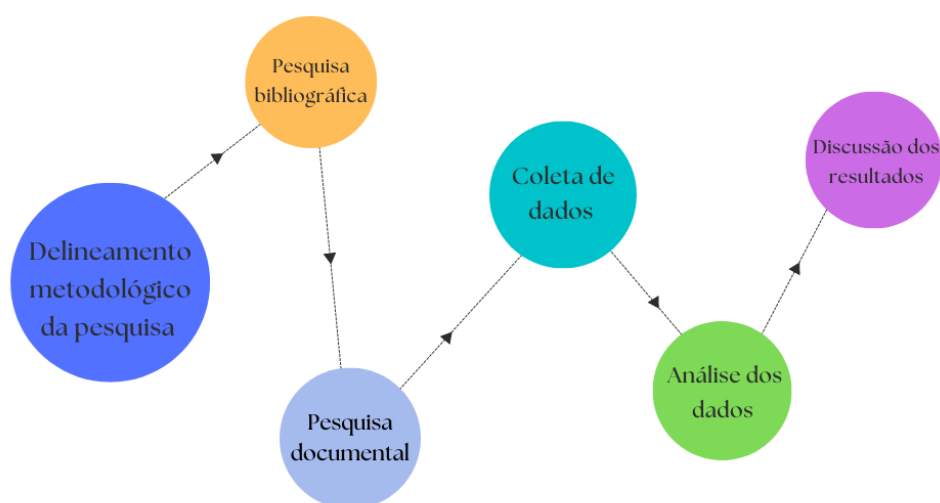 Delineamento
metodológico
da pesquisa
Pesquisa
bibliográfica
Pesquisa
documental
Coleta de
dados
Análise dos
dados
Discussão dos
resultados